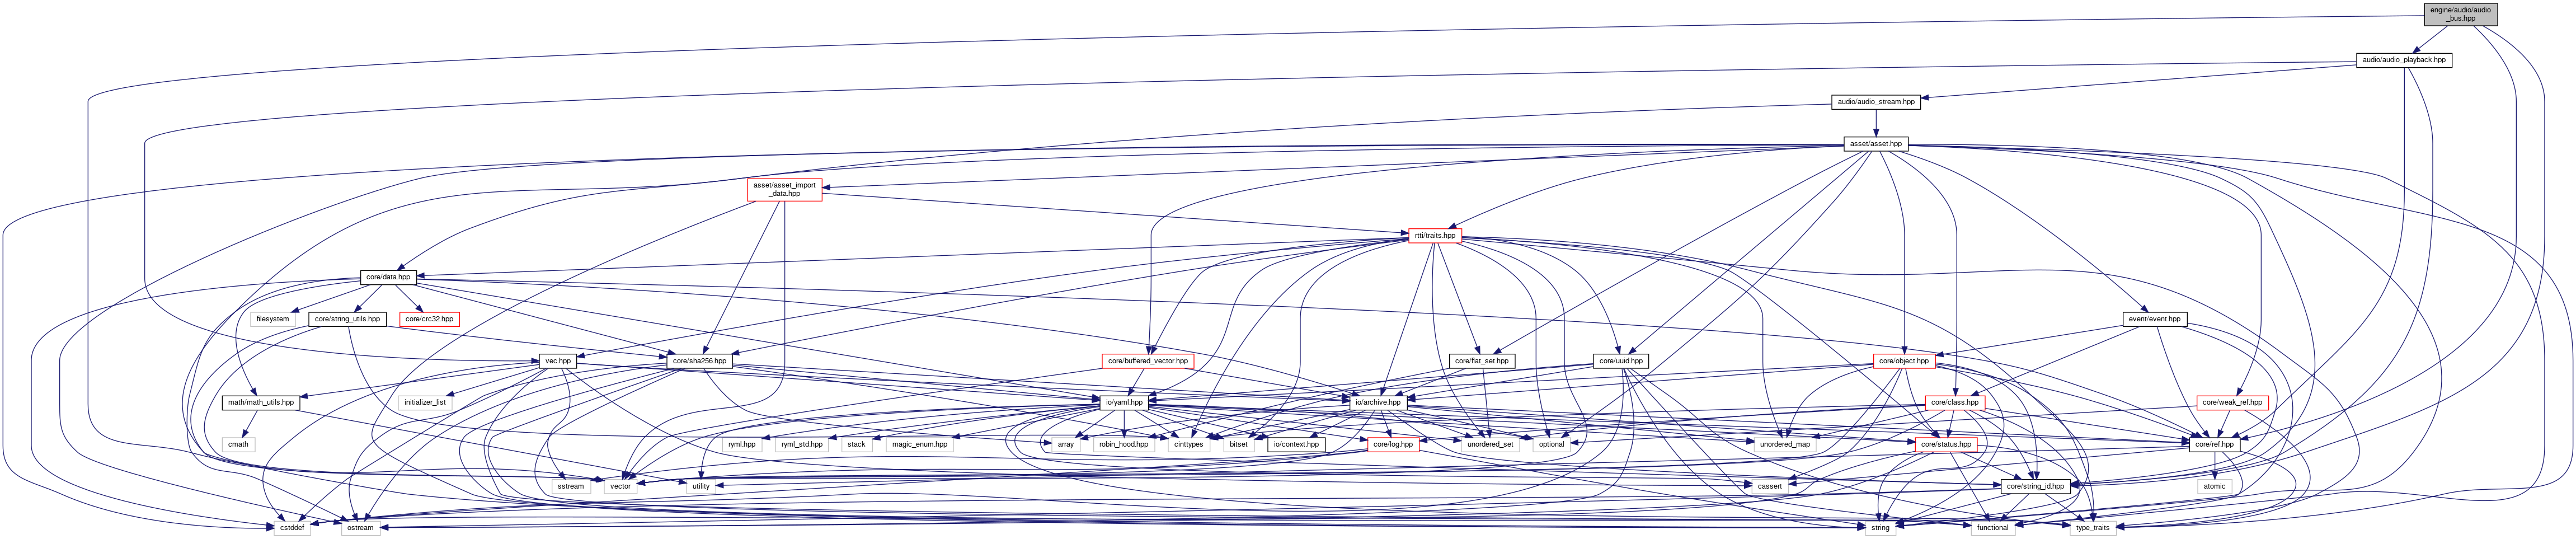 engine/audio/audio
_bus.hpp
audio/audio_playback.hpp
audio/audio_stream.hpp
asset/asset.hpp
asset/asset_import
_data.hpp
rtti/traits.hpp
core/data.hpp
filesystem
core/string_utils.hpp
core/crc32.hpp
event/event.hpp
vec.hpp
core/sha256.hpp
core/buffered_vector.hpp
core/flat_set.hpp
core/uuid.hpp
core/object.hpp
math/math_utils.hpp
initializer_list
io/yaml.hpp
io/archive.hpp
core/class.hpp
core/weak_ref.hpp
cmath
ryml.hpp
ryml_std.hpp
stack
magic_enum.hpp
array
robin_hood.hpp
cinttypes
bitset
io/context.hpp
core/log.hpp
unordered_set
optional
unordered_map
core/status.hpp
core/ref.hpp
sstream
vector
utility
cassert
core/string_id.hpp
atomic
cstddef
ostream
string
functional
type_traits